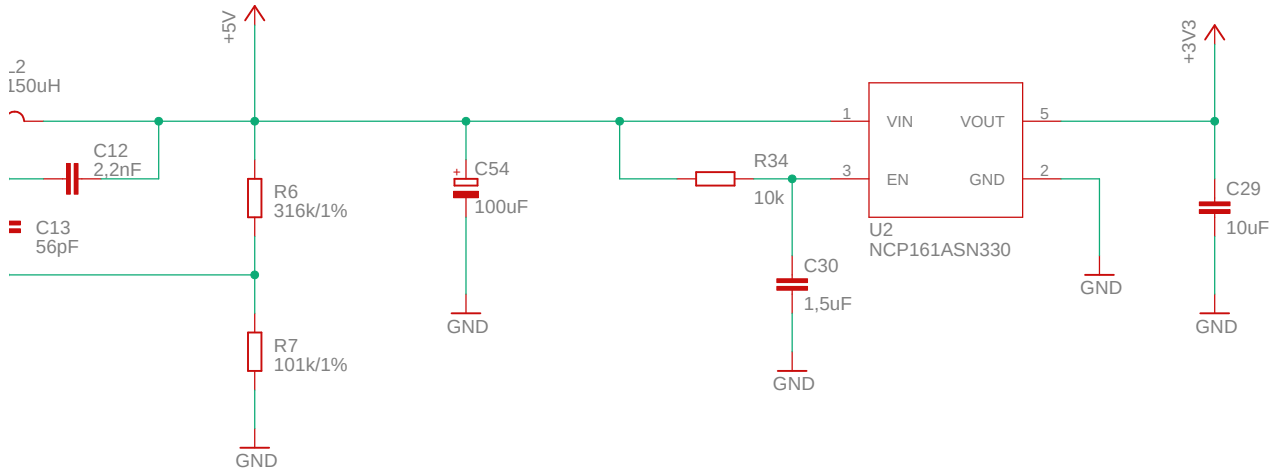 +5V
+3V3
150uH
C12
2,2nF
C13
56pF
R6
316k/1%
C54
+
100uF
GND
R7
101k/1%
GND
R34
10k
C30
1,5uF
GND
1
VIN
VOUT
5
3
EN
GND
2
U2
NCP161ASN330
GND
C29
10uF
GND